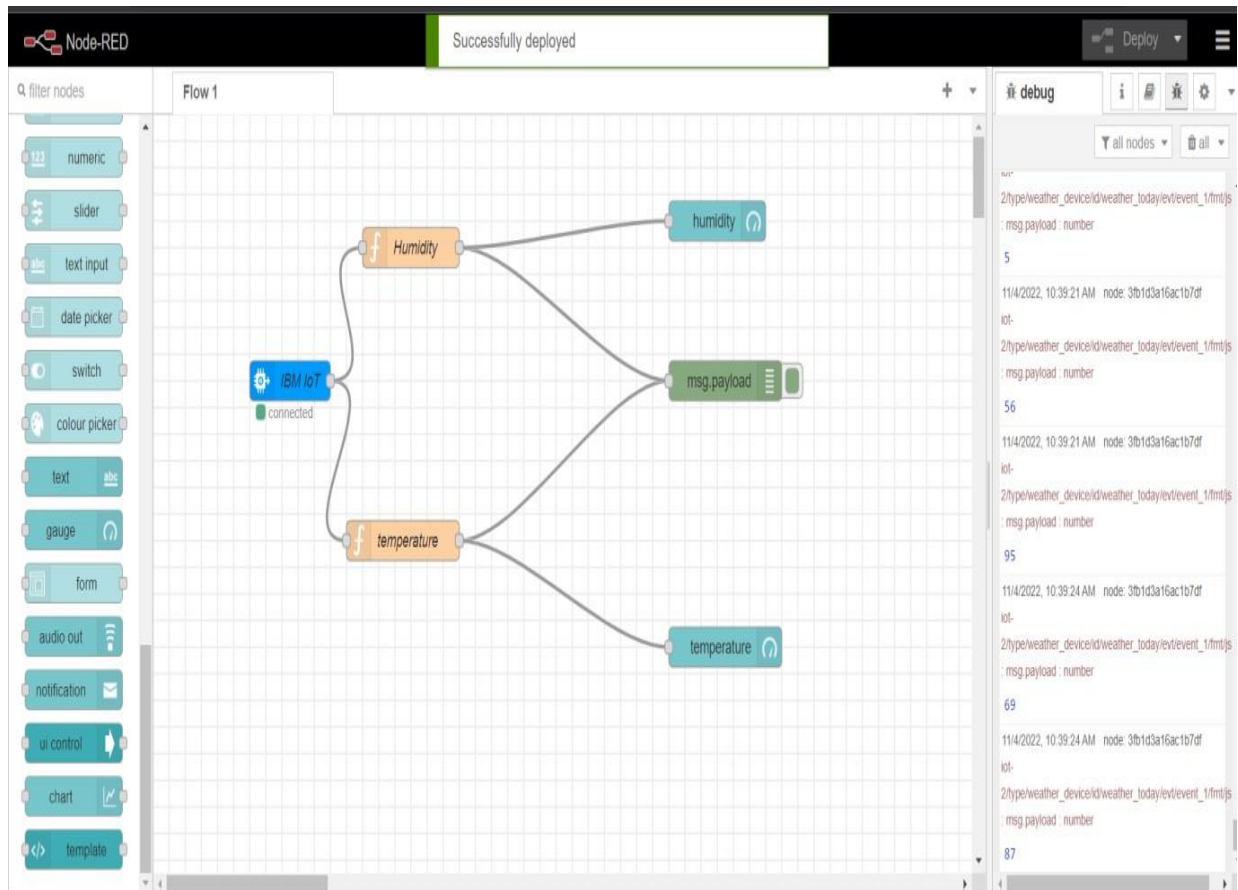 Node-RED
Successfully deployed
Deploy
filter nodes
Flow 1
debug
i
all nodes
all
123 numeric
slider
abc text input
date picker
switch
colour picker
text abc
gauge
form
audio out
notification
ui control
chart
</> template
f Humidity
humidity
IBM IoT
connected
msg.payload
f temperature
temperature
2/type/weather_device/id/weather_today/evt/event_1/fmt/js
: msg.payload : number
5
11/4/2022, 10:39:21 AM node: 3fb1d3a16ac1b7df
iot-
2/type/weather_device/id/weather_today/evt/event_1/fmt/js
: msg.payload : number
56
11/4/2022, 10:39:21 AM node: 3fb1d3a16ac1b7df
iot-
2/type/weather_device/id/weather_today/evt/event_1/fmt/js
: msg.payload : number
95
11/4/2022, 10:39:24 AM node: 3fb1d3a16ac1b7df
iot-
2/type/weather_device/id/weather_today/evt/event_1/fmt/js
: msg.payload : number
69
11/4/2022, 10:39:24 AM node: 3fb1d3a16ac1b7df
iot-
2/type/weather_device/id/weather_today/evt/event_1/fmt/js
: msg.payload : number
87